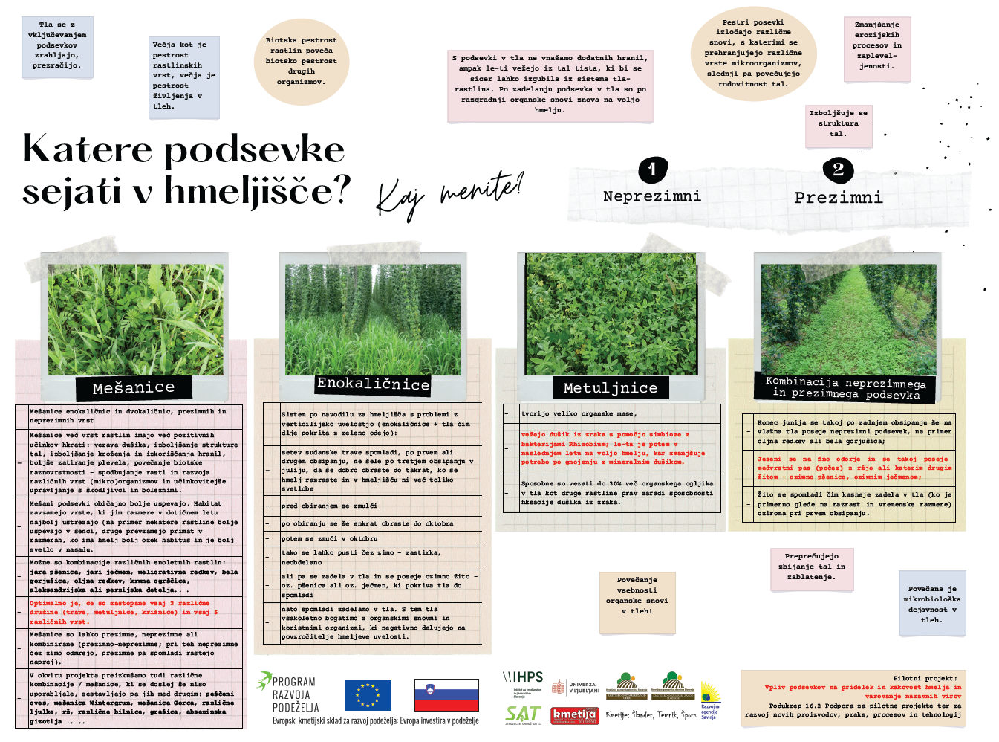 Tla se z
vključevanjem
podsevkov
zrahljajo,
prezračijo.
Večja kot je
pestrost
rastlinskih
vrst, večja je
pestrost
življenja v
tleh.
Biotska pestrost
rastlin poveča
biotsko pestrost
drugih
organizmov.
S podsevki v tla ne vnašamo dodatnih hranil,
ampak le-ti vežejo iz tal tista, ki bi se
sicer lahko izgubila iz sistema tla-
rastlina. Po zadelanju podsevka v tla so po
razgradnji organske snovi znova na voljo
hmelju.
Pestri posevki
izločajo različne
snovi, s katerimi se
prehranjujejo različne
vrste mikroorganizmov,
slednji pa povečujejo
rodovitnost tal.
Zmanjšanje
erozijskih
procesov in
zaplevel-
jenosti.
Izboljšuje se
struktura
tal.
Katere podsevke
sejati v hmeljišče?
Kaj menite?
1
Neprezimni
2
Prezimni
Mešanice
Mešanice enokaličnic in dvokaličnic, prezimnih in
neprezimnih vrst
– Mešanice več vrst rastlin imajo več pozitivnih
učinkov hkrati: vezava dušika, izboljšanje strukture
tal, izboljšanje kroženja in izkoriščanja hranil,
boljše zatiranje plevela, povečanje biotske
raznovrstnosti – spodbujanje rasti in razvoja
različnih vrst (mikro)organizmov in učinkovitejše
upravljanje s škodljivci in boleznimi.
– Mešani podsevki običajno bolje uspevajo. Habitat
zavzamejo vrste, ki jim razmere v dotičnem letu
najbolj ustrezajo (na primer nekatere rastline bolje
uspevajo v senci, druge prevzamejo primat v
razmerah, ko ima hmelj bolj ozek habitus in je bolj
svetlo v nasadu.
– Možne so kombinacije različnih enoletnih rastlin:
jara pšenica, jari ječmen, meliorativna redkev, bela
gorjušica, oljna redkev, krmna ogrščica,
aleksandrijska ali perzijska detelja.. .
– Optimalno je, če so zastopane vsaj 3 različne
družine (trave, metuljnice, križnice) in vsaj 5
različnih vrst.
– Mešanice so lahko prezimne, neprezimne ali
kombinirane (prezimno-neprezimne; pri teh neprezimne
čez zimo odmrejo, prezimne pa spomladi rastejo
naprej).
– V okviru projekta preizkušamo tudi različne
kombinacije / mešanice, ki se doslej še niso
uporabljale, sestavljajo pa jih med drugim: peščeni
oves, mešanica Wintergrun, mešanica Gorca, različne
ljulke, rž, različne bilnice, grašica, abesinska
gizotija .. ..
Enokaličnice
Sistem po navodilu za hmeljišča s problemi z
verticilijsko uvelostjo (enokaličnice + tla čim
dlje pokrita z zeleno odejo):
– setev sudanske trave spomladi, po prvem ali
drugem obsipanju, ne šele po tretjem obsipanju v
juliju, da se dobro obraste do takrat, ko se
hmelj razraste in v hmeljišču ni več toliko
svetlobe
– pred obiranjem se zmulči
– po obiranju se še enkrat obraste do oktobra
– potem se zmuči v oktobru
– tako se lahko pusti čez zimo – zastirka,
neobdelano
– ali pa se zadela v tla in se poseje ozimno žito –
oz. pšenica ali oz. ječmen, ki pokriva tla do
spomladi
– nato spomladi zadelamo v tla. S tem tla
vsakoletno bogatimo z organskimi snovmi in
koristnimi organizmi, ki negativno delujejo na
povzročitelje hmeljeve uvelosti.
Metuljnice
– tvorijo veliko organske mase,
– vežejo dušik iz zraka s pomočjo simbioze z
bakterijami Rhizobium; le-ta je potem v
naslednjem letu na voljo hmelju, kar zmanjšuje
potrebo po gnojenju z mineralnim dušikom.
– Sposobne so vezati do 30% več organskega ogljika
v tla kot druge rastline prav zaradi sposobnosti
fiksacije dušika iz zraka.
Kombinacija neprezimnega
in prezimnega podsevka
– Konec junija se takoj po zadnjem obsipanju še na
vlažna tla poseje neprezimni podsevek, na primer
oljna redkev ali bela gorjušica;
– Jeseni se na fino odorje in se takoj poseje
medvrstni pas (počez) z ržjo ali katerim drugim
žitom – ozimno pšenico, ozimnim ječmenom;
– Žito se spomladi čim kasneje zadela v tla (ko je
primerno glede na razrast in vremenske razmere)
oziroma pri prvem obsipanju.
Povečanje
vsebnosti
organske snovi
v tleh!
Preprečujejo
zbijanje tal in
zablatenje.
Povečana je
mikrobiološka
dejavnost v
tleh.
PROGRAM
RAZVOJA
PODEŽELJA
Evropski kmetijski sklad za razvoj podeželja: Evropa investira v podeželje
IHPS
UNIVERZA
V LJUBLJANI
SAT
kmetija
Kmetije: Šlander, Temnik, Šporn
Razvojna
agencija
Savinja
Pilotni projekt:
Vpliv podsevkov na pridelek in kakovost hmelja in
varovanje naravnih virov
Podukrep 16.2 Podpora za pilotne projekte ter za
razvoj novih proizvodov, praks, procesov in tehnologij